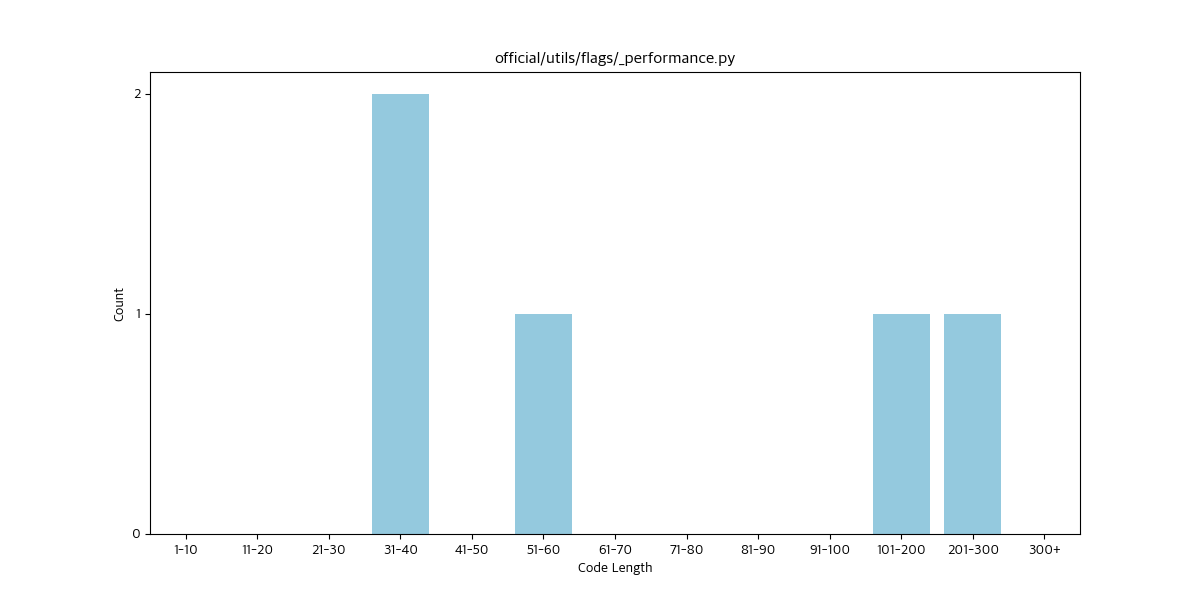 official/utils/flags/_performance.py
2
1
0
Count
1-10 11-20 21-30 31-40 41-50 51-60 61-70 71-80 81-90 91-100 101-200 201-300 300+
Code Length